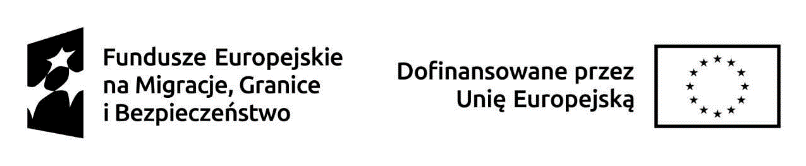 Fundusze Europejskie
na Migracje, Granice
i Bezpieczeństwo
Dofinansowane przez
Unię Europejską